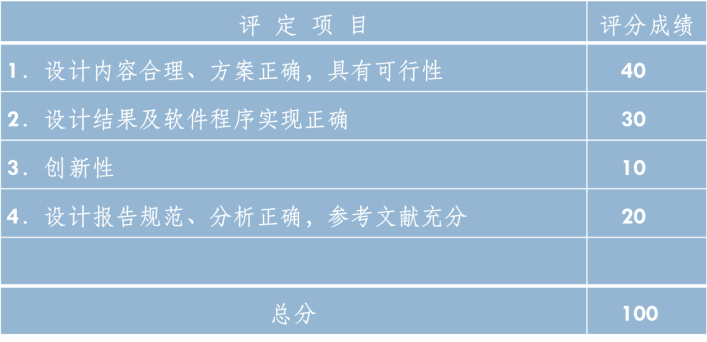 评 定 项 目 评分成绩
1. 设计内容合理、方案正确，具有可行性 40
2. 设计结果及软件程序实现正确 30
3. 创新性 10
4. 设计报告规范、分析正确，参考文献充分 20
总分 100